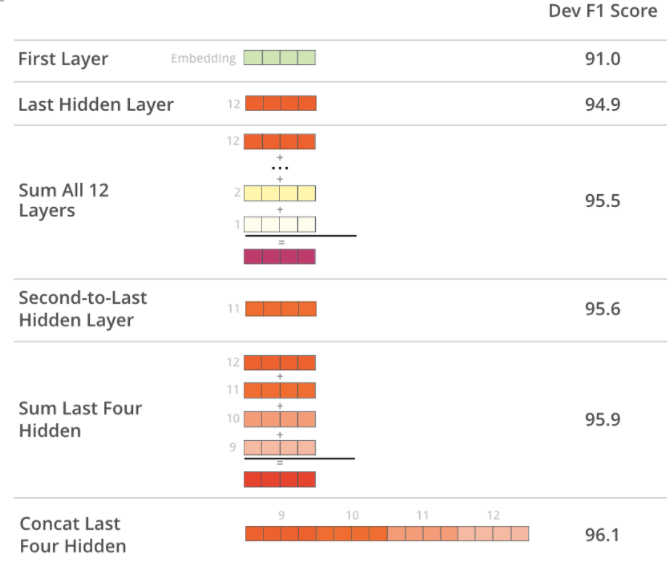 Dev F1 Score
First Layer Embedding 91.0
Last Hidden Layer 12 94.9
12
+
...
+
Sum All 12
Layers
2
95.5
+
1
=
Second-to-Last
Hidden Layer
11
95.6
12
+
11
+
Sum Last Four
Hidden
10
95.9
+
9
=
9 10 11 12
Concat Last
Four Hidden
96.1